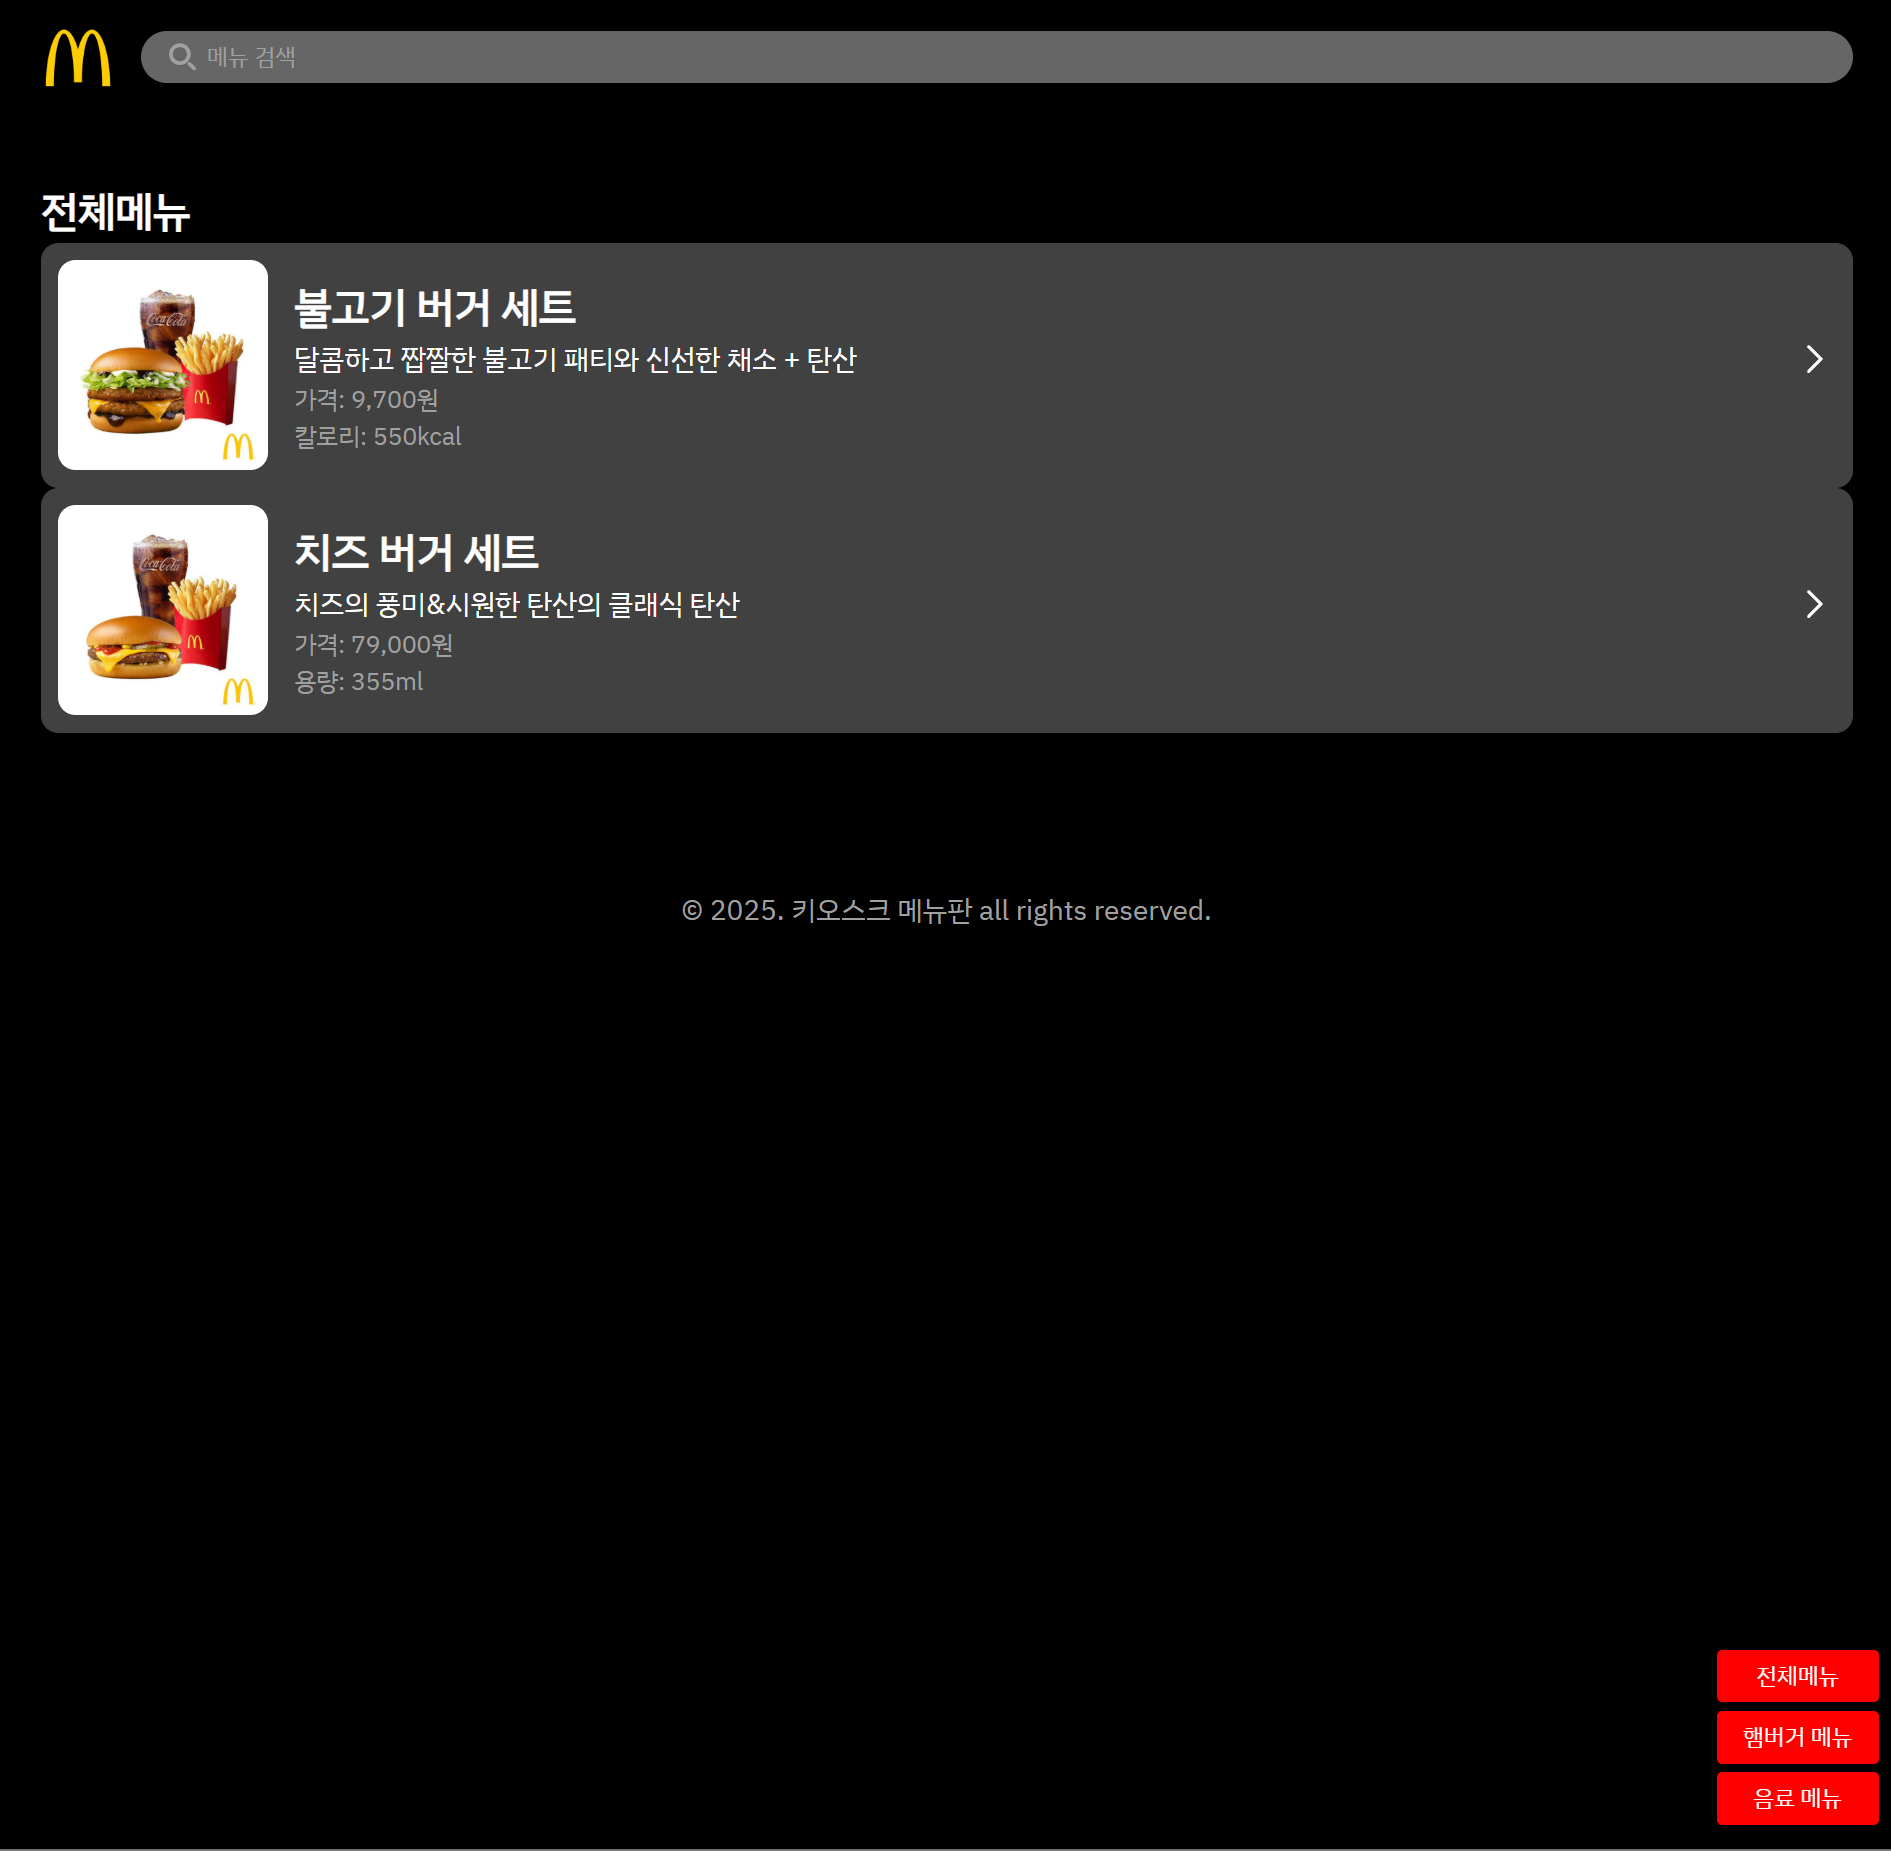 메뉴 검색
전체메뉴
불고기 버거 세트
달콤하고 짭짤한 불고기 패티와 신선한 채소 + 탄산
가격: 9,700원
칼로리: 550kcal
Coca-Cola
치즈 버거 세트
치즈의 풍미&시원한 탄산의 클래식 탄산
가격: 79,000원
용량: 355ml
Coca-Cola
© 2025. 키오스크 메뉴판 all rights reserved.
전체메뉴
햄버거 메뉴
음료 메뉴